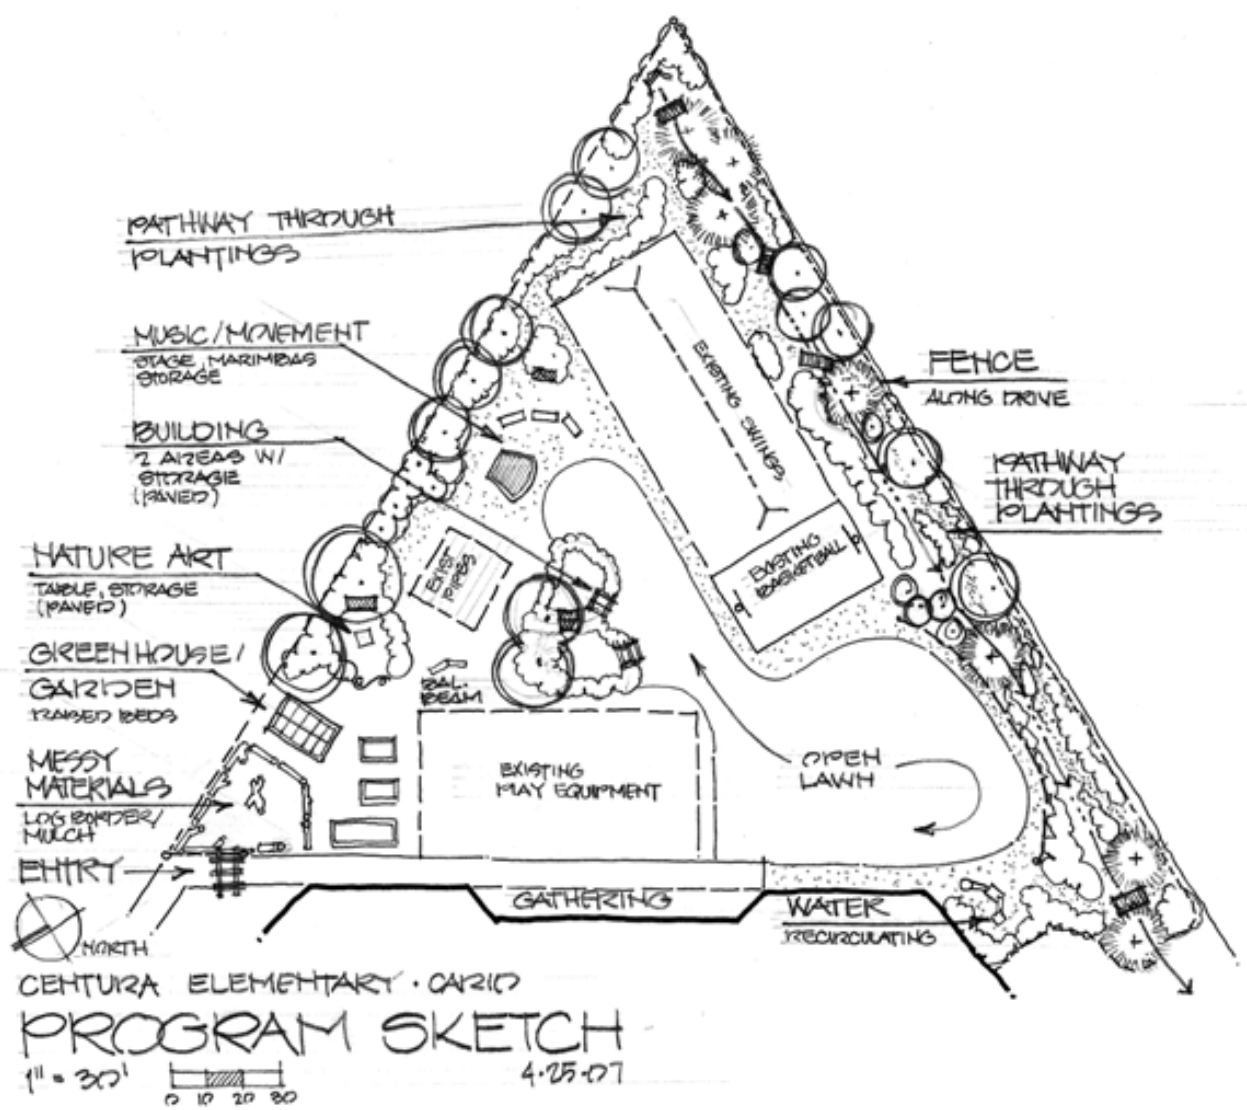 PATHWAY THROUGH
PLANTINGS
MUSIC/MOVEMENT
STAGE, MARIMBAS
STORAGE
BUILDING
2 AREAS W/
STORAGE
(PAVED)
NATURE ART
TABLE, STORAGE
(PAVED)
GREENHOUSE/
GARDEN
RAISED BEDS
MESSY
MATERIALS
LOG BORDER/
MULCH
ENTRY
NORTH
EXISTING SWINGS
EXISTING
BASKETBALL
EXIST
PIPES
BAL.
BEAM
EXISTING
PLAY EQUIPMENT
OPEN
LAWN
FENCE
ALONG DRIVE
PATHWAY
THROUGH
PLANTINGS
GATHERING
WATER
RECIRCULATING
CENTURA ELEMENTARY · CAIRO
PROGRAM SKETCH
1" = 30'
0 10 20 30
4·25·07